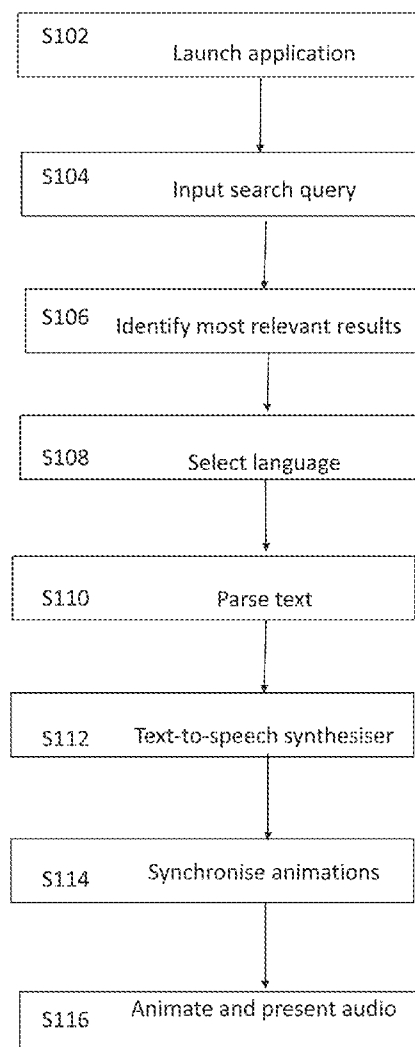 S102 Launch application
S104 Input search query
S106 Identify most relevant results
S108 Select language
S110 Parse text
S112 Text-to-speech synthesiser
S114 Synchronise animations
S116 Animate and present audio